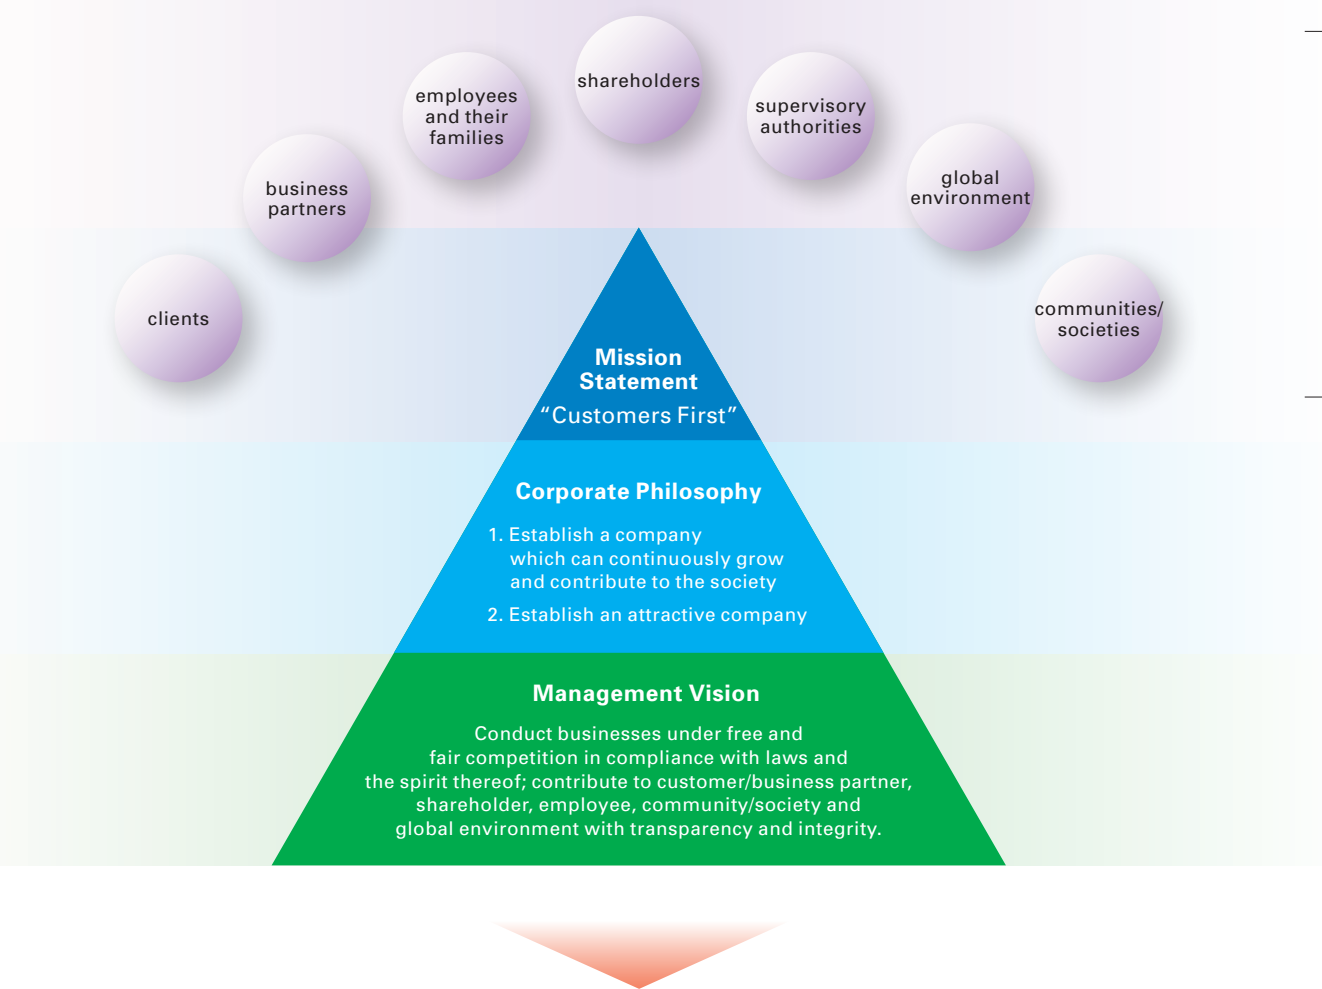 shareholders
employees
and their
families
supervisory
authorities
business
partners
global
environment
clients
communities/
societies
Mission
Statement
“Customers First”
Corporate Philosophy
1. Establish a company
which can continuously grow
and contribute to the society
2. Establish an attractive company
Management Vision
Conduct businesses under free and
fair competition in compliance with laws and
the spirit thereof; contribute to customer/business partner,
shareholder, employee, community/society and
global environment with transparency and integrity.